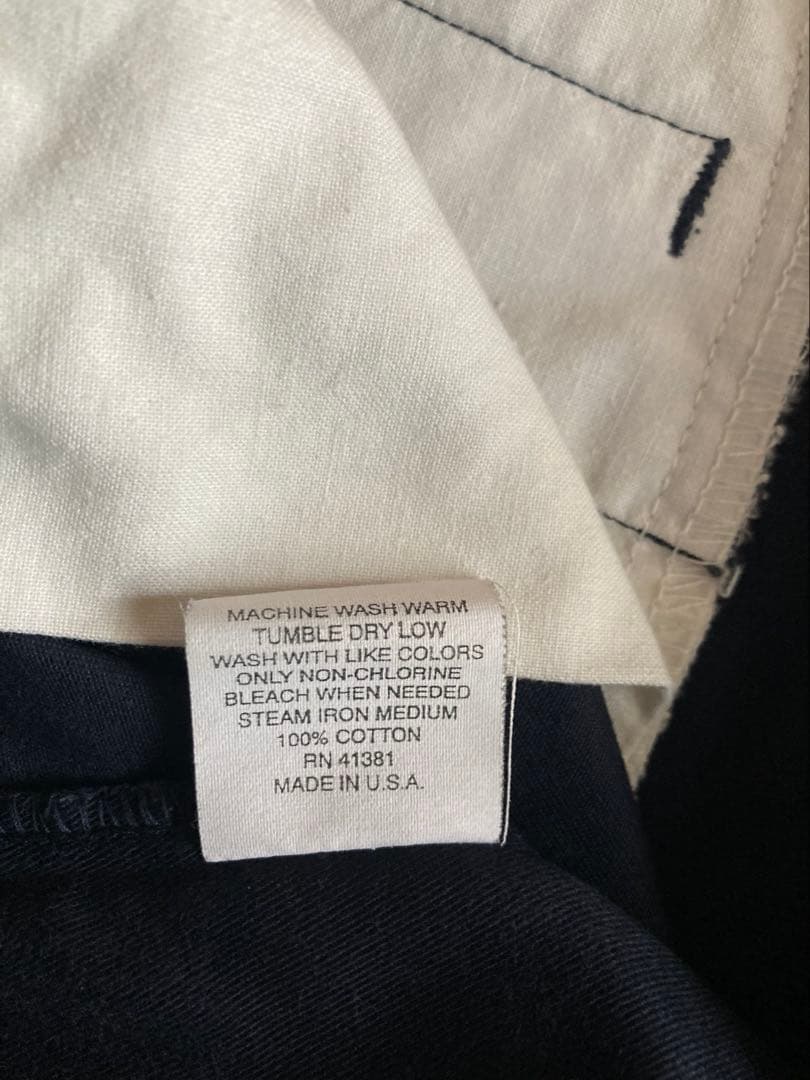 MACHINE WASH WARM
TUMBLE DRY LOW
WASH WITH LIKE COLORS
ONLY NON-CHLORINE
BLEACH WHEN NEEDED
STEAM IRON MEDIUM
100% COTTON
RN 41381
MADE IN U.S.A.